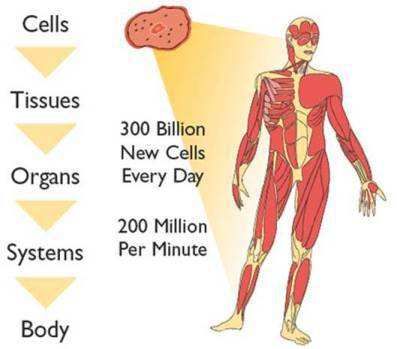 Cells
Tissues
Organs
Systems
Body
300 Billion
New Cells
Every Day
200 Million
Per Minute